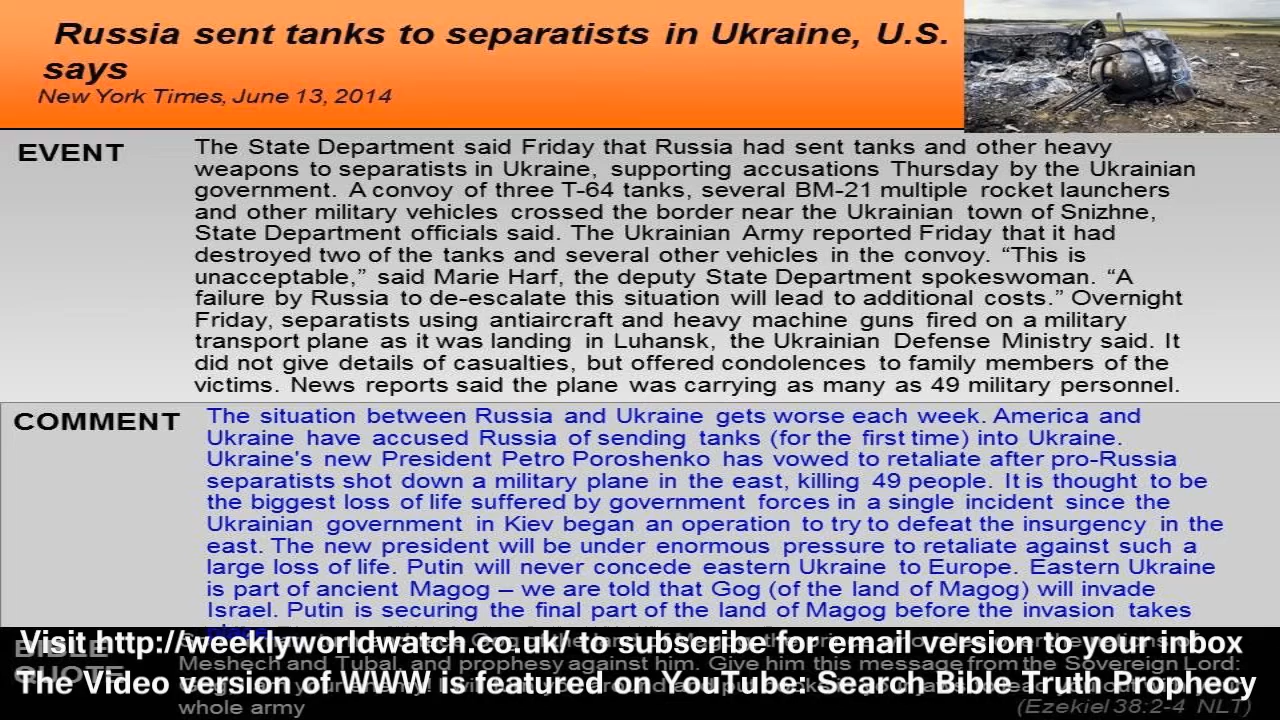 Russia sent tanks to separatists in Ukraine, U.S.
says
New York Times, June 13, 2014
EVENT
The State Department said Friday that Russia had sent tanks and other heavy
weapons to separatists in Ukraine, supporting accusations Thursday by the Ukrainian
government. A convoy of three T-64 tanks, several BM-21 multiple rocket launchers
and other military vehicles crossed the border near the Ukrainian town of Snizhne,
State Department officials said. The Ukrainian Army reported Friday that it had
destroyed two of the tanks and several other vehicles in the convoy. “This is
unacceptable,” said Marie Harf, the deputy State Department spokeswoman. “A
failure by Russia to de-escalate this situation will lead to additional costs.” Overnight
Friday, separatists using antiaircraft and heavy machine guns fired on a military
transport plane as it was landing in Luhansk, the Ukrainian Defense Ministry said. It
did not give details of casualties, but offered condolences to family members of the
victims. News reports said the plane was carrying as many as 49 military personnel.
COMMENT
The situation between Russia and Ukraine gets worse each week. America and
Ukraine have accused Russia of sending tanks (for the first time) into Ukraine.
Ukraine's new President Petro Poroshenko has vowed to retaliate after pro-Russia
separatists shot down a military plane in the east, killing 49 people. It is thought to be
the biggest loss of life suffered by government forces in a single incident since the
Ukrainian government in Kiev began an operation to try to defeat the insurgency in the
east. The new president will be under enormous pressure to retaliate against such a
large loss of life. Putin will never concede eastern Ukraine to Europe. Eastern Ukraine
is part of ancient Magog – we are told that Gog (of the land of Magog) will invade
Israel. Putin is securing the final part of the land of Magog before the invasion takes
Visit http://weeklyworldwatch.co.uk/ to subscribe for email version to your inbox
QUOTE
Meshech and Tubal, and prophesy against him. Give him this message from the Sovereign Lord:
The Video version of WWW is featured on YouTube: Search Bible Truth Prophecy
whole army
(Ezekiel 38:2-4 NLT)